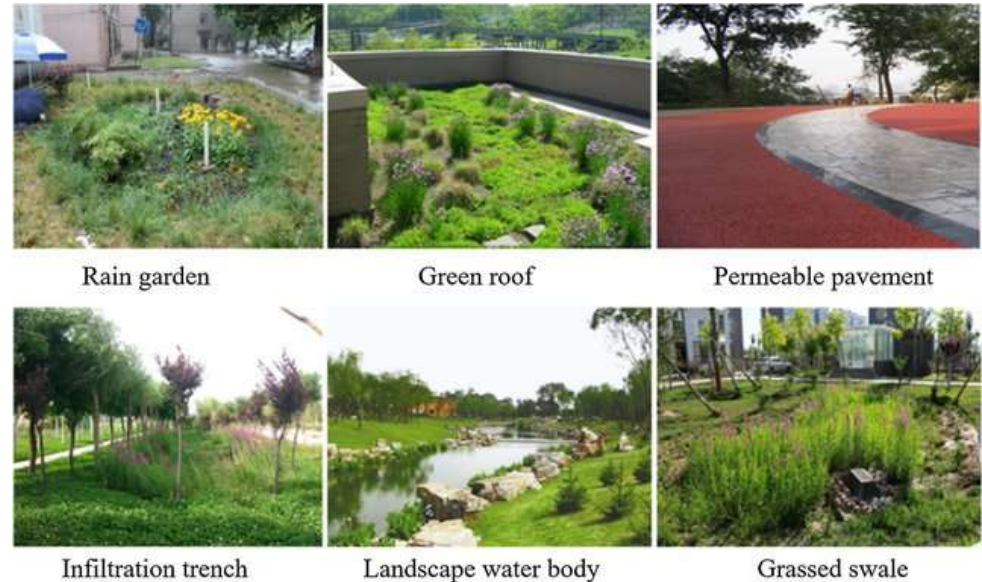 Rain garden
Green roof
Permeable pavement
Infiltration trench
Landscape water body
Grassed swale